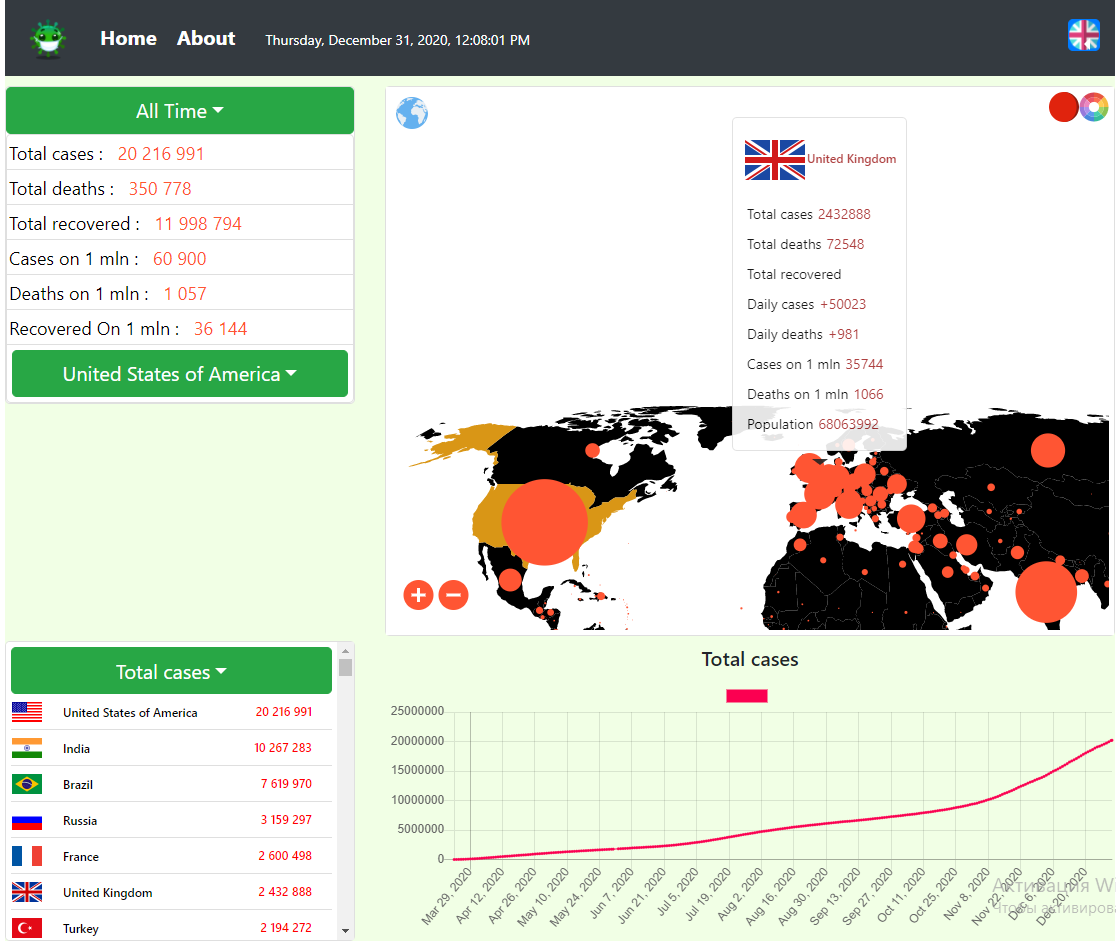 Home About Thursday, December 31, 2020, 12:08:01 PM
All Time
Total cases : 20 216 991
Total deaths : 350 778
Total recovered : 11 998 794
Cases on 1 mln : 60 900
Deaths on 1 mln : 1 057
Recovered On 1 mln : 36 144
United States of America
United Kingdom
Total cases 2432888
Total deaths 72548
Total recovered
Daily cases +50023
Daily deaths +981
Cases on 1 mln 35744
Deaths on 1 mln 1066
Population 68063992
Total cases
United States of America 20 216 991
India 10 267 283
Brazil 7 619 970
Russia 3 159 297
France 2 600 498
United Kingdom 2 432 888
Turkey 2 194 272
Total cases
25000000
20000000
15000000
10000000
5000000
0
Mar 29, 2020
Apr 12, 2020
Apr 26, 2020
May 10, 2020
May 24, 2020
Jun 7, 2020
Jun 21, 2020
Jul 5, 2020
Jul 19, 2020
Aug 2, 2020
Aug 16, 2020
Aug 30, 2020
Sep 13, 2020
Sep 27, 2020
Oct 11, 2020
Oct 25, 2020
Nov 8, 2020
Nov 22, 2020
Dec 6, 2020
Dec 20, 2020
Активация Wi
Чтобы активирова